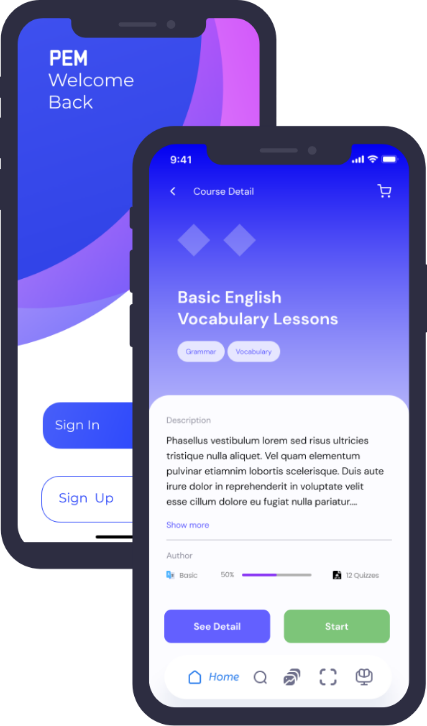 PEM
Welcome
Back
Sign In
Sign Up
9:41
Course Detail
Basic English
Vocabulary Lessons
Grammar
Vocabulary
Description
Phasellus vestibulum lorem sed risus ultricies
tristique nulla aliquet. Vel quam elementum
pulvinar etiamnim lobortis scelerisque. Duis aute
irure dolor in reprehenderit in voluptate velit
esse cillum dolore eu fugiat nulla pariatur....
Show more
Author
Basic 50% 12 Quizzes
See Detail
Start
Home